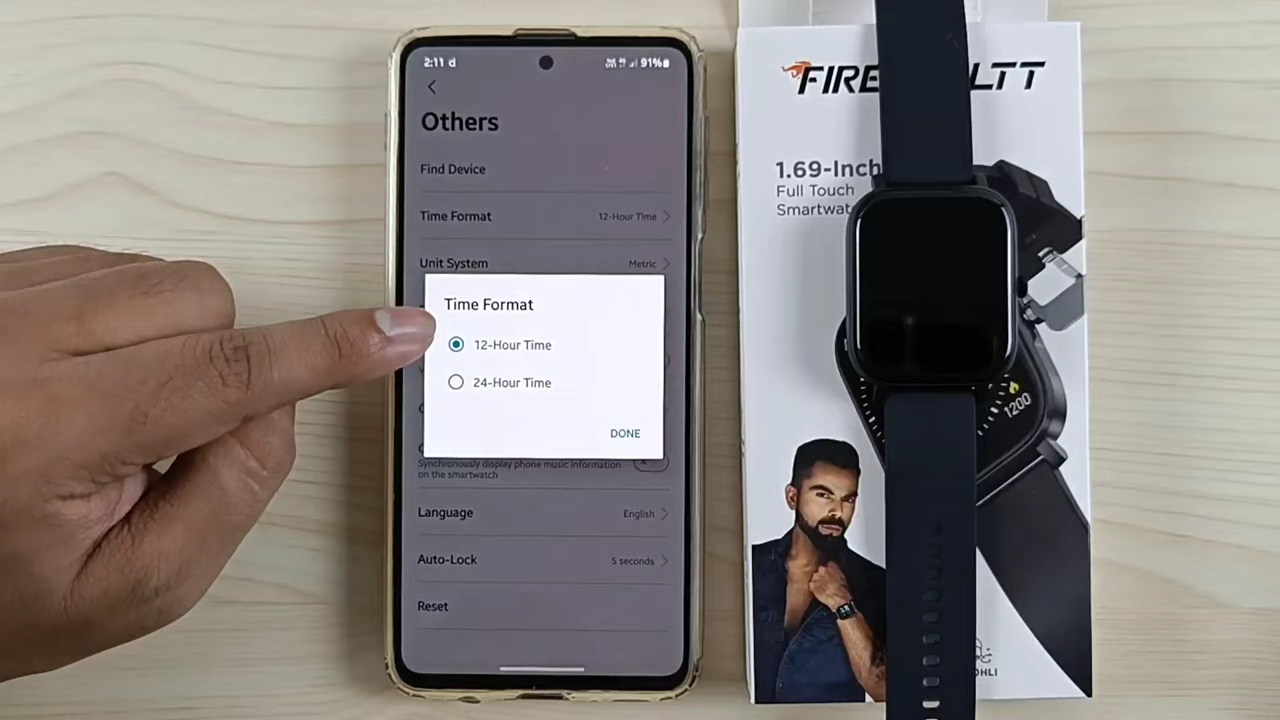 2:11 d
91%
Others
Find Device
Time Format 12-Hour Time
Unit System Metric
Time Format
12-Hour Time
24-Hour Time
DONE
Synchronously display phone music information
on the smartwatch
Language English
Auto-Lock 5 seconds
Reset
FIRE LTT
1.69-Inch
Full Touch
Smartwat
1200
OHLI